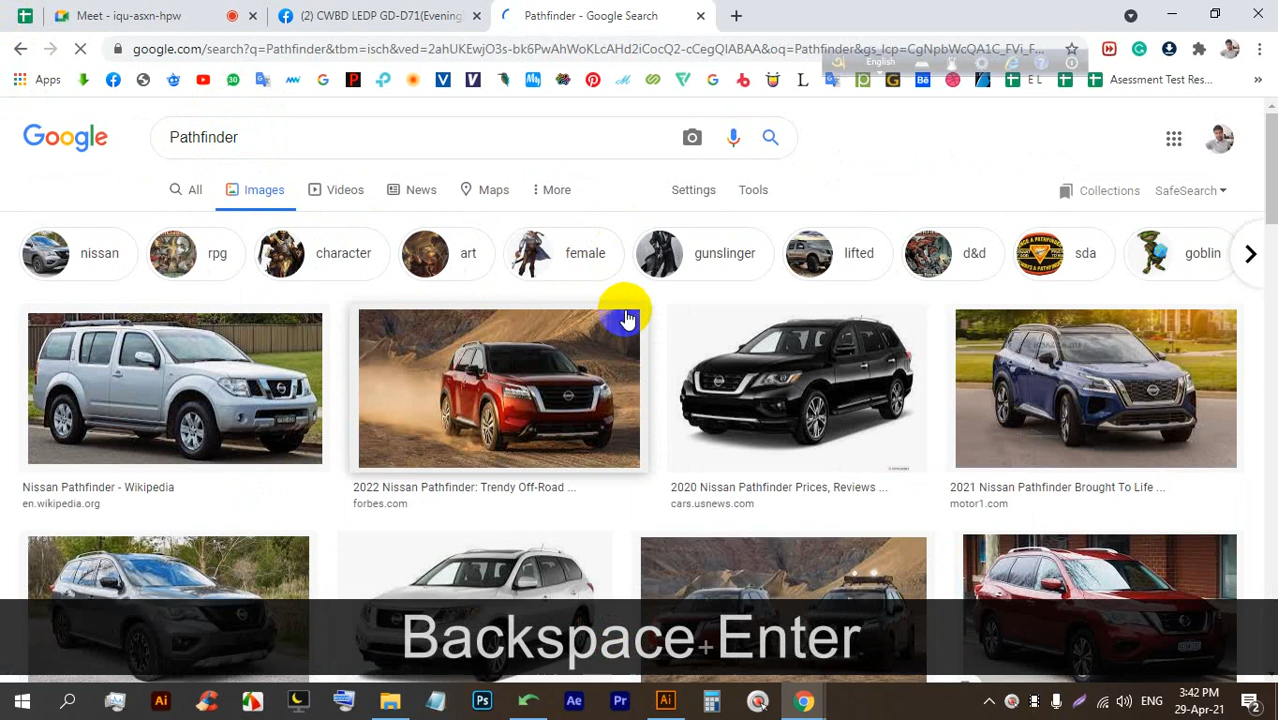 Meet - iqu-asxn-hpw
(2) CWBD LEDP GD-D71(Evening
Pathfinder - Google Search
google.com/search?q=Pathfinder&tbm=isch&ved=2ahUKEwjO3s-bk6PwAhWoKLcAHd2iCocQ2-cCegQIABAA&oq=Pathfinder&gs_lcp=CgNpbWcQA1C_FVi_F...
English
Apps
E L
Asessment Test Res...
Google
Pathfinder
All
Images
Videos
News
Maps
More
Settings
Tools
Collections
SafeSearch
nissan
rpg
character
art
female
gunslinger
lifted
d&d
sda
goblin
Nissan Pathfinder - Wikipedia
en.wikipedia.org
2022 Nissan Pathfinder: Trendy Off-Road ...
forbes.com
2020 Nissan Pathfinder Prices, Reviews ...
cars.usnews.com
2021 Nissan Pathfinder Brought To Life ...
motor1.com
Backspace+Enter
ENG
3:42 PM
29-Apr-21